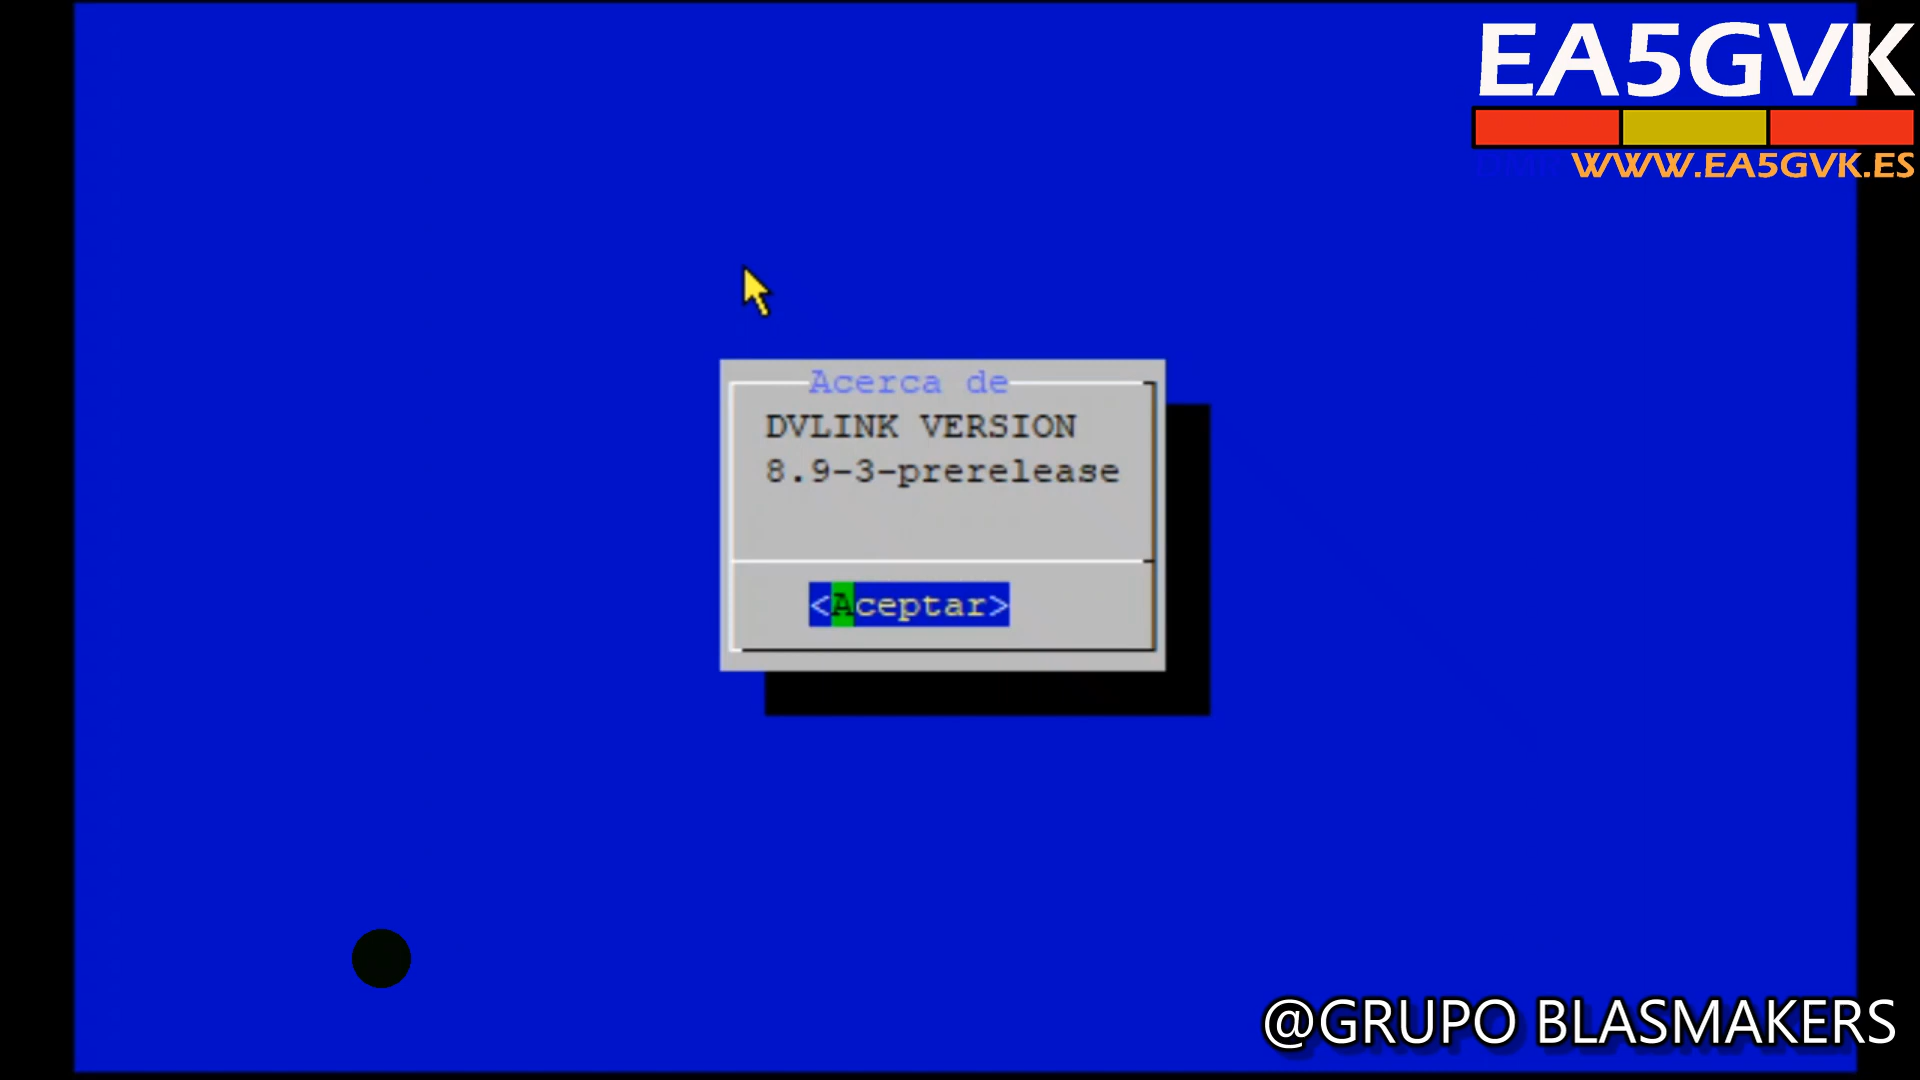 EA5GVK
WWW.EA5GVK.ES
Acerca de
DVLINK VERSION
8.9-3-prerelease
<Aceptar>
@GRUPO BLASMAKERS